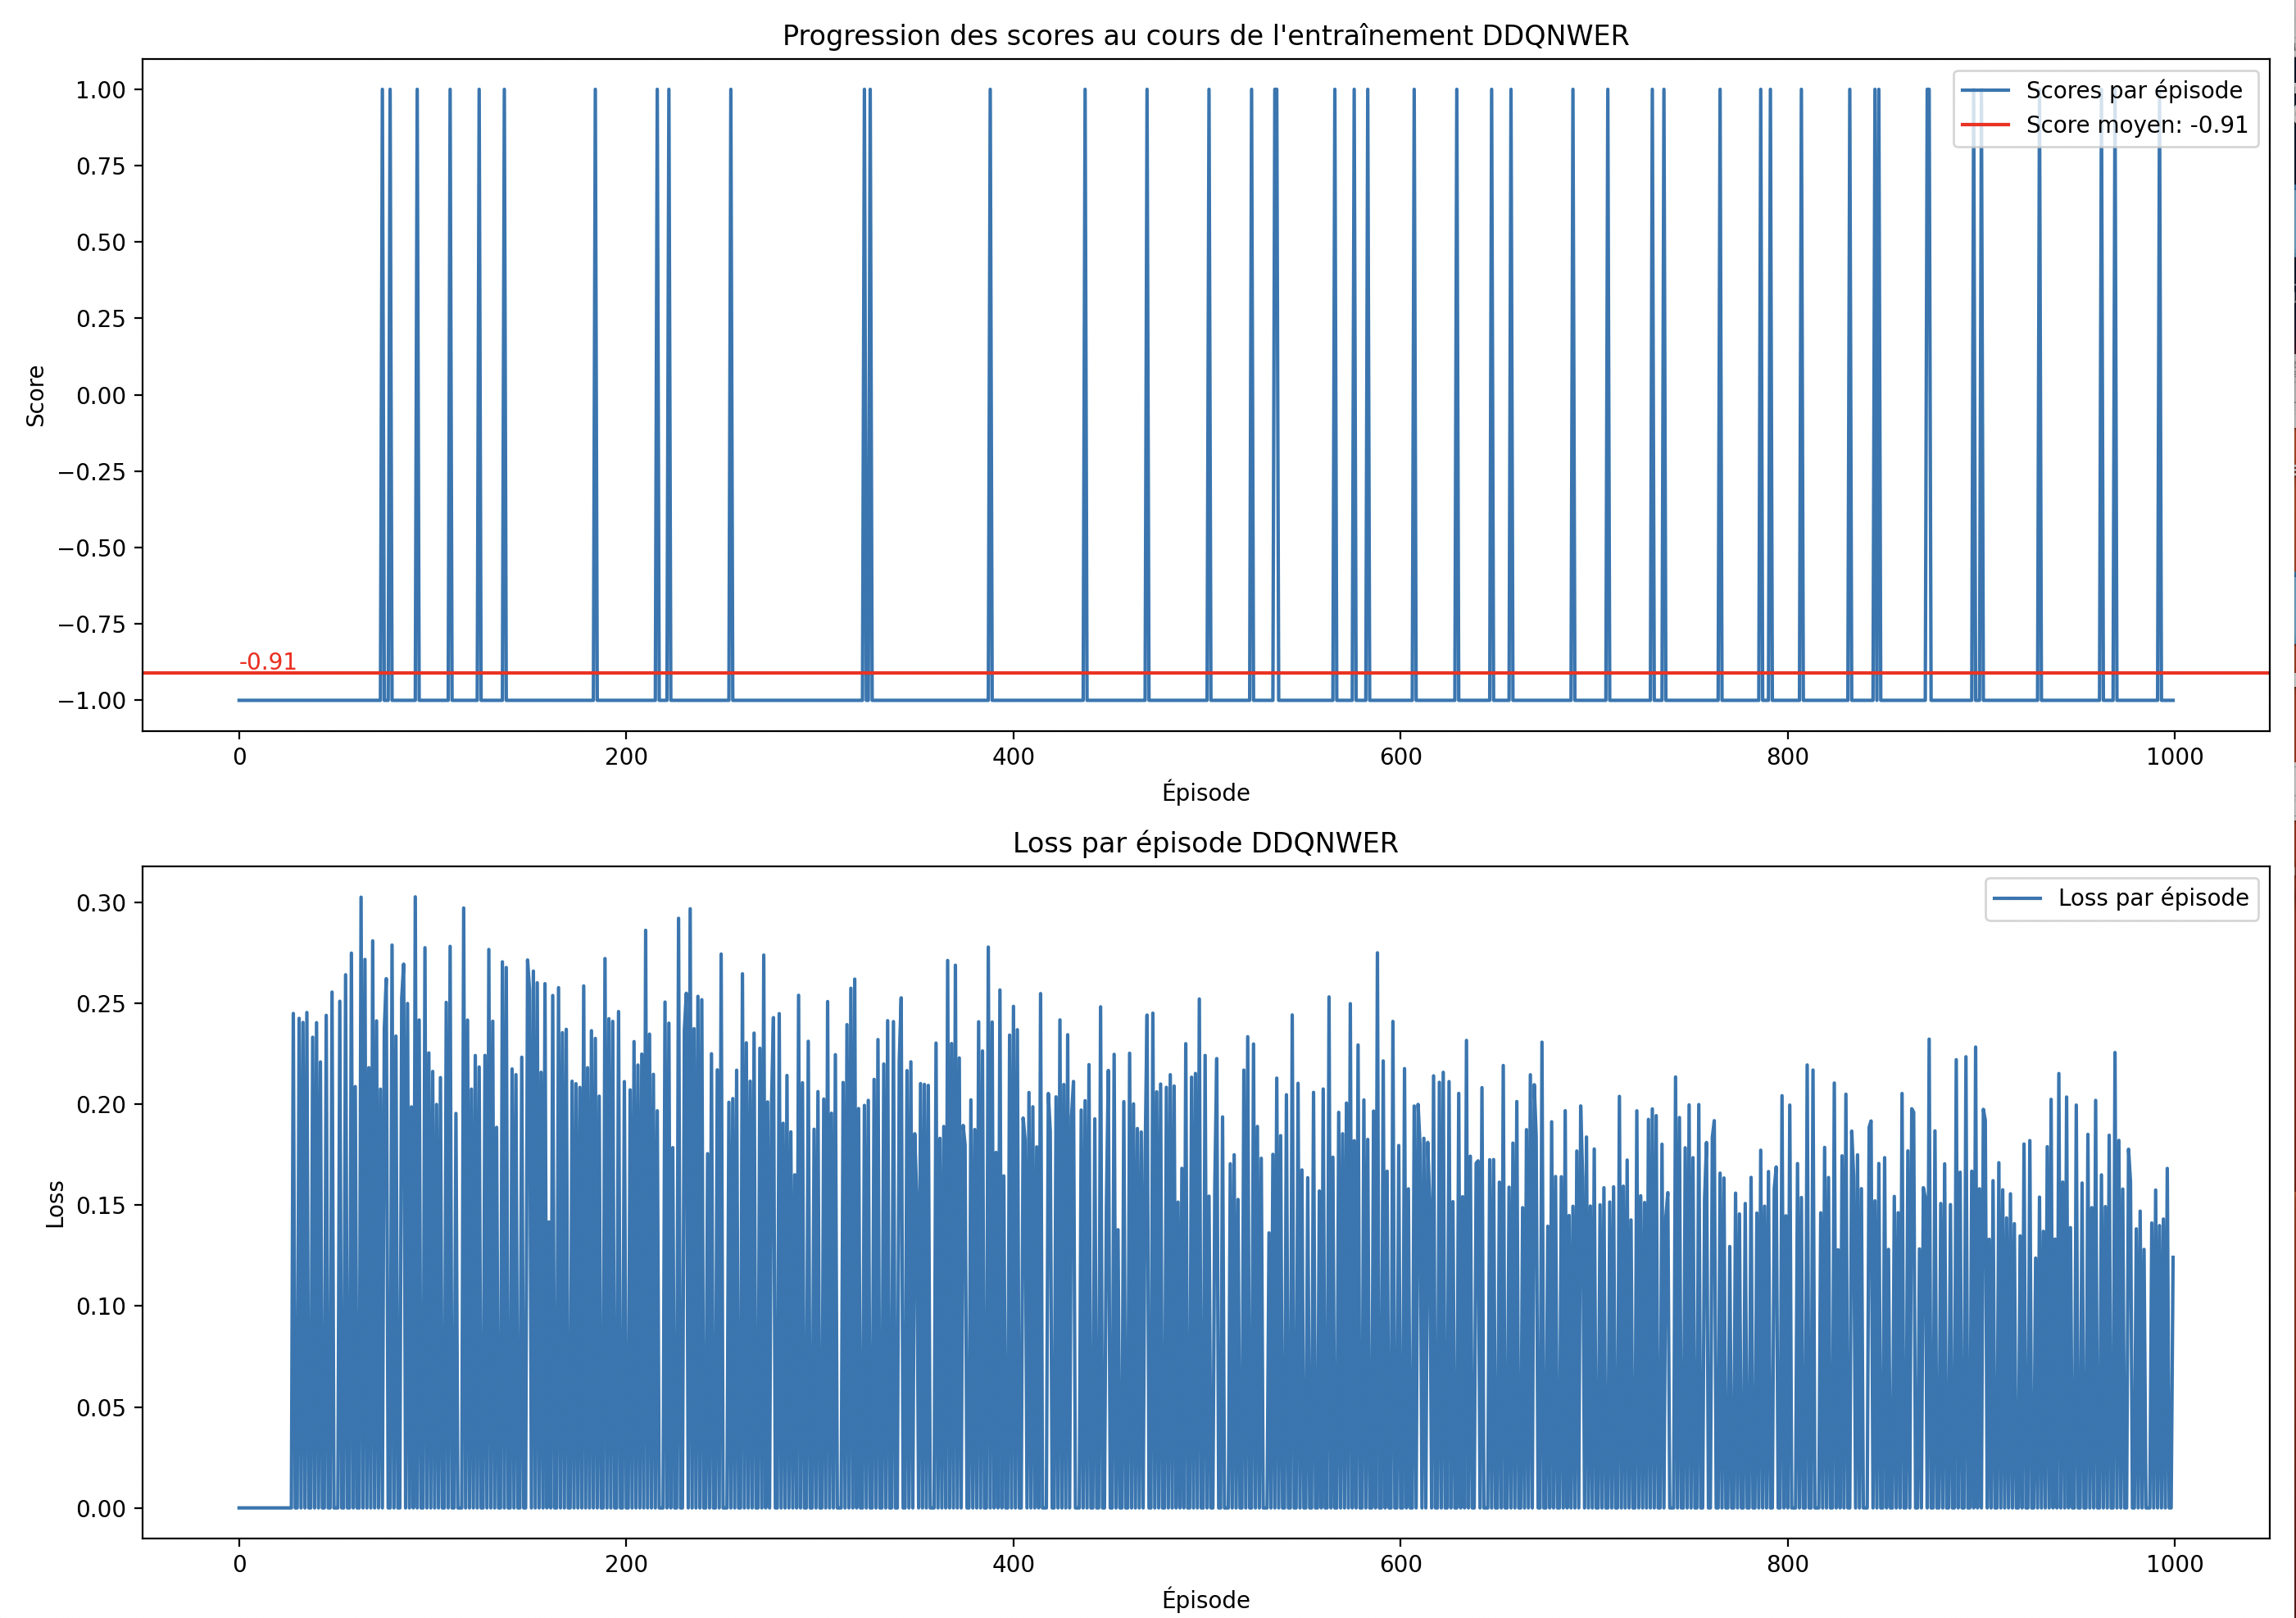 Progression des scores au cours de l'entraînement DDQNWER
1.00
0.75
0.50
0.25
0.00
−0.25
−0.50
−0.75
−1.00
Score
Scores par épisode
Score moyen: -0.91
-0.91
0 200 400 600 800 1000
Épisode
Loss par épisode DDQNWER
0.30
0.25
0.20
0.15
0.10
0.05
0.00
Loss
Loss par épisode
0 200 400 600 800 1000
Épisode